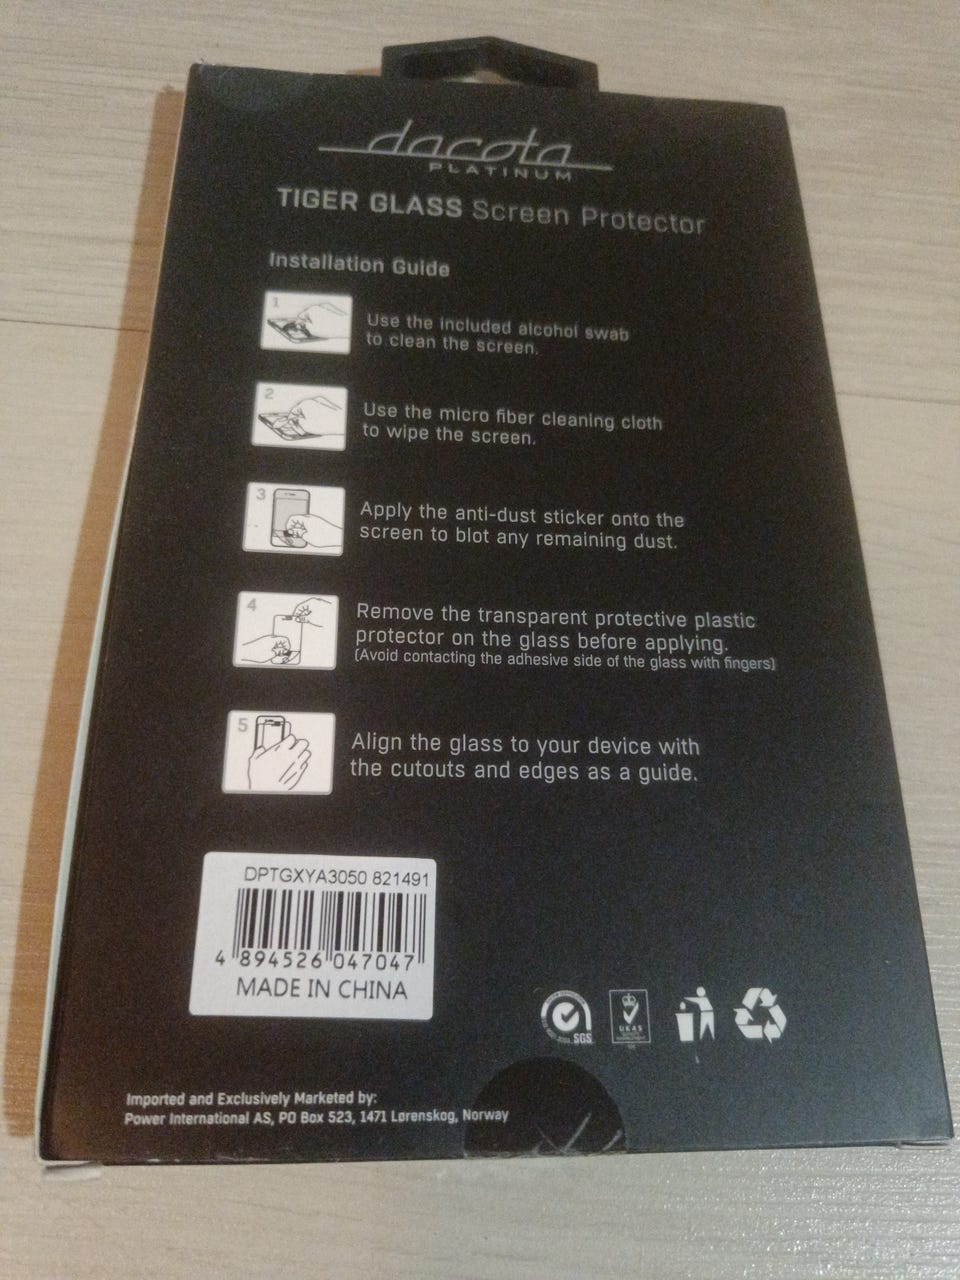 dacota
PLATINUM
TIGER GLASS Screen Protector
Installation Guide
1
Use the included alcohol swab
to clean the screen.
2
Use the micro fiber cleaning cloth
to wipe the screen.
3
Apply the anti-dust sticker onto the
screen to blot any remaining dust.
4
Remove the transparent protective plastic
protector on the glass before applying.
(Avoid contacting the adhesive side of the glass with fingers)
5
Align the glass to your device with
the cutouts and edges as a guide.
DPTGXYA3050 821491
4 894526 047047
MADE IN CHINA
SGS
UKAS
Imported and Exclusively Marketed by:
Power International AS, PO Box 523, 1471 Lørenskog, Norway